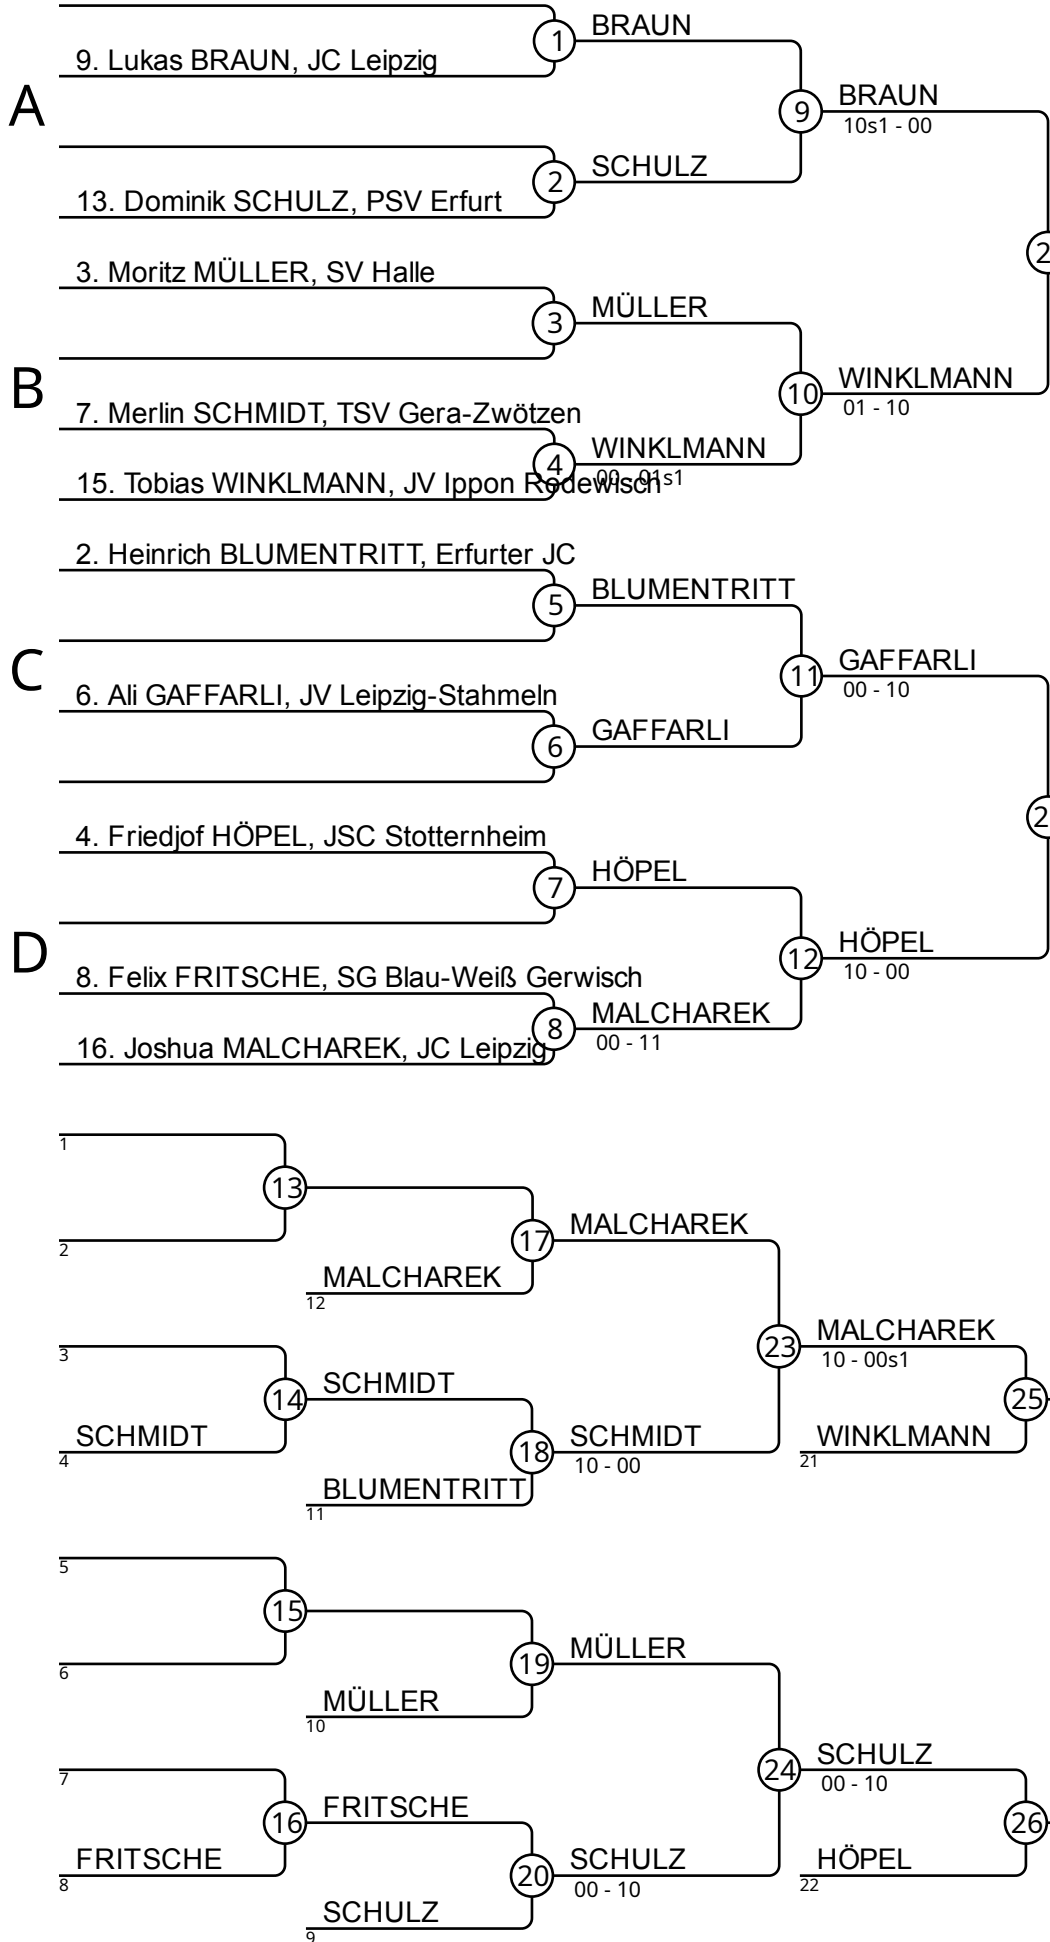 BRAUN
1
9. Lukas BRAUN, JC Leipzig
A
BRAUN
9
10s1 - 00
SCHULZ
2
13. Dominik SCHULZ, PSV Erfurt
2
3. Moritz MÜLLER, SV Halle
MÜLLER
3
B
WINKLMANN
10
01 - 10
7. Merlin SCHMIDT, TSV Gera-Zwötzen
WINKLMANN
4
00 - 01s1
15. Tobias WINKLMANN, JV Ippon Rodewisch
2. Heinrich BLUMENTRITT, Erfurter JC
BLUMENTRITT
5
C
GAFFARLI
11
00 - 10
6. Ali GAFFARLI, JV Leipzig-Stahmeln
GAFFARLI
6
2
4. Friedjof HÖPEL, JSC Stotternheim
HÖPEL
7
D
HÖPEL
12
10 - 00
8. Felix FRITSCHE, SG Blau-Weiß Gerwisch
MALCHAREK
8
00 - 11
16. Joshua MALCHAREK, JC Leipzig
1
13
MALCHAREK
17
2
MALCHAREK
12
MALCHAREK
23
10 - 00s1
3
SCHMIDT
14
25
SCHMIDT
4
SCHMIDT
18
10 - 00
WINKLMANN
21
BLUMENTRITT
11
5
15
MÜLLER
19
6
MÜLLER
10
SCHULZ
24
00 - 10
7
FRITSCHE
16
26
FRITSCHE
8
SCHULZ
20
00 - 10
HÖPEL
22
SCHULZ
9